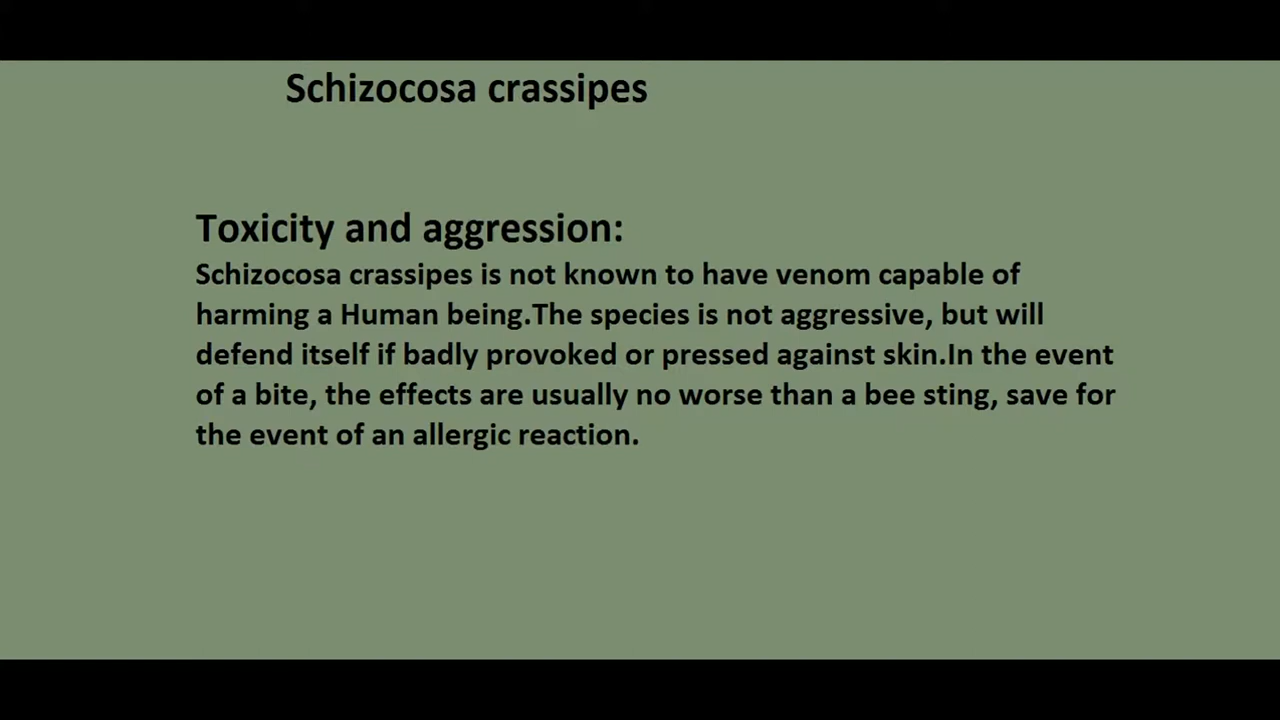 Schizocosa crassipes
Toxicity and aggression:
Schizocosa crassipes is not known to have venom capable of
harming a Human being.The species is not aggressive, but will
defend itself if badly provoked or pressed against skin.In the event
of a bite, the effects are usually no worse than a bee sting, save for
the event of an allergic reaction.